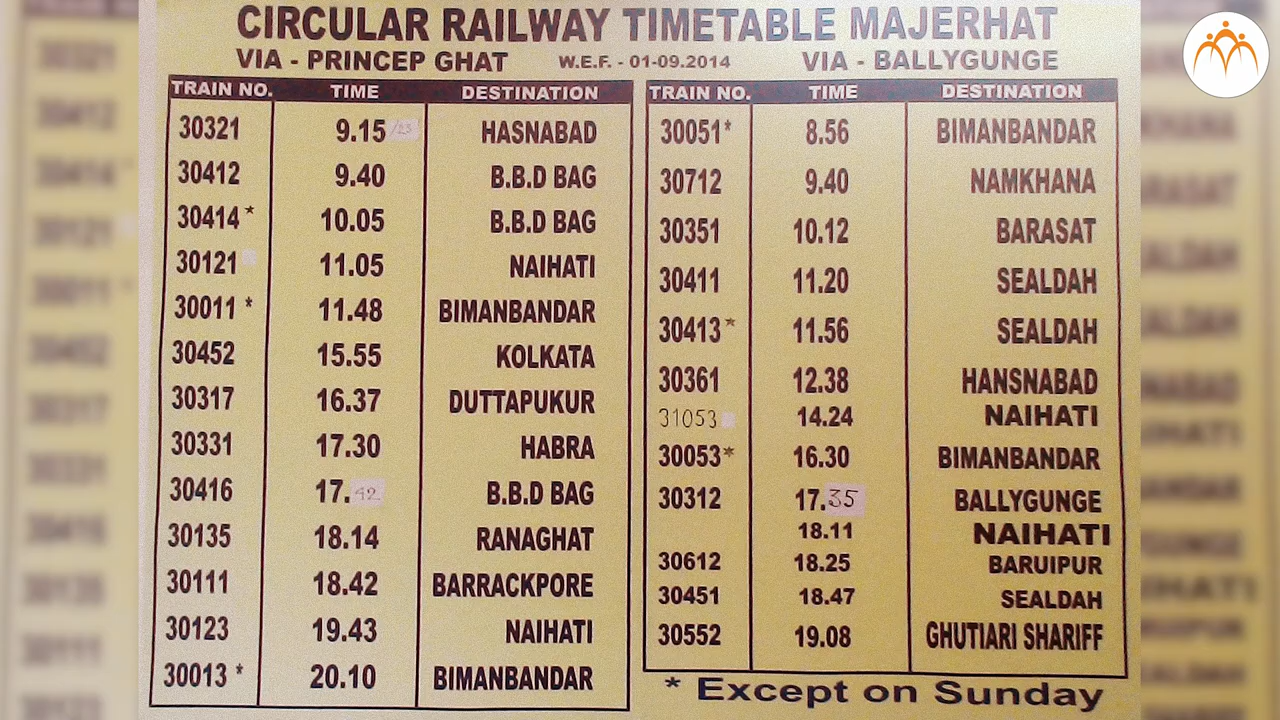 CIRCULAR RAILWAY TIMETABLE MAJERHAT
VIA - PRINCEP GHAT W.E.F. - 01-09.2014 VIA - BALLYGUNGE
TRAIN NO. TIME DESTINATION
30321 9.15/23 HASNABAD
30412 9.40 B.B.D BAG
30414* 10.05 B.B.D BAG
30121 11.05 NAIHATI
30011 * 11.48 BIMANBANDAR
30452 15.55 KOLKATA
30317 16.37 DUTTAPUKUR
30331 17.30 HABRA
30416 17.42 B.B.D BAG
30135 18.14 RANAGHAT
30111 18.42 BARRACKPORE
30123 19.43 NAIHATI
30013 * 20.10 BIMANBANDAR
TRAIN NO. TIME DESTINATION
30051* 8.56 BIMANBANDAR
30712 9.40 NAMKHANA
30351 10.12 BARASAT
30411 11.20 SEALDAH
30413* 11.56 SEALDAH
30361 12.38 HANSNABAD
31053 14.24 NAIHATI
30053* 16.30 BIMANBANDAR
30312 17.35 BALLYGUNGE
18.11 NAIHATI
30612 18.25 BARUIPUR
30451 18.47 SEALDAH
30552 19.08 GHUTIARI SHARIFF
* Except on Sunday